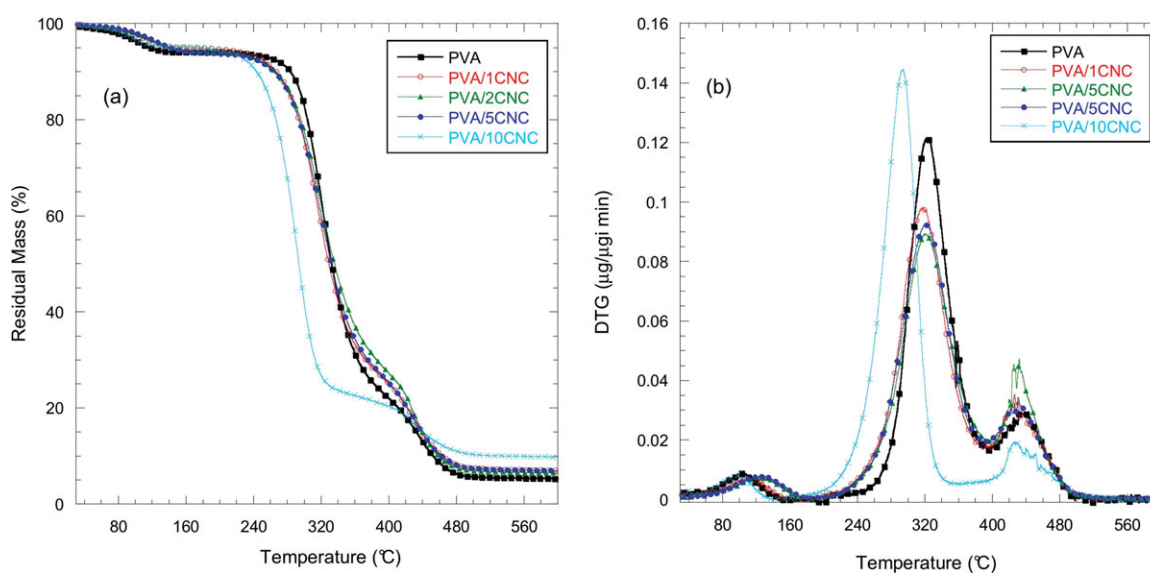 (a)
PVA
PVA/1CNC
PVA/2CNC
PVA/5CNC
PVA/10CNC
Residual Mass (%)
100
80
60
40
20
0
80 160 240 320 400 480 560
Temperature (℃)
(b)
PVA
PVA/1CNC
PVA/5CNC
PVA/5CNC
PVA/10CNC
DTG (µg/µgi min)
0.16
0.14
0.12
0.1
0.08
0.06
0.04
0.02
0
80 160 240 320 400 480 560
Temperature (℃)